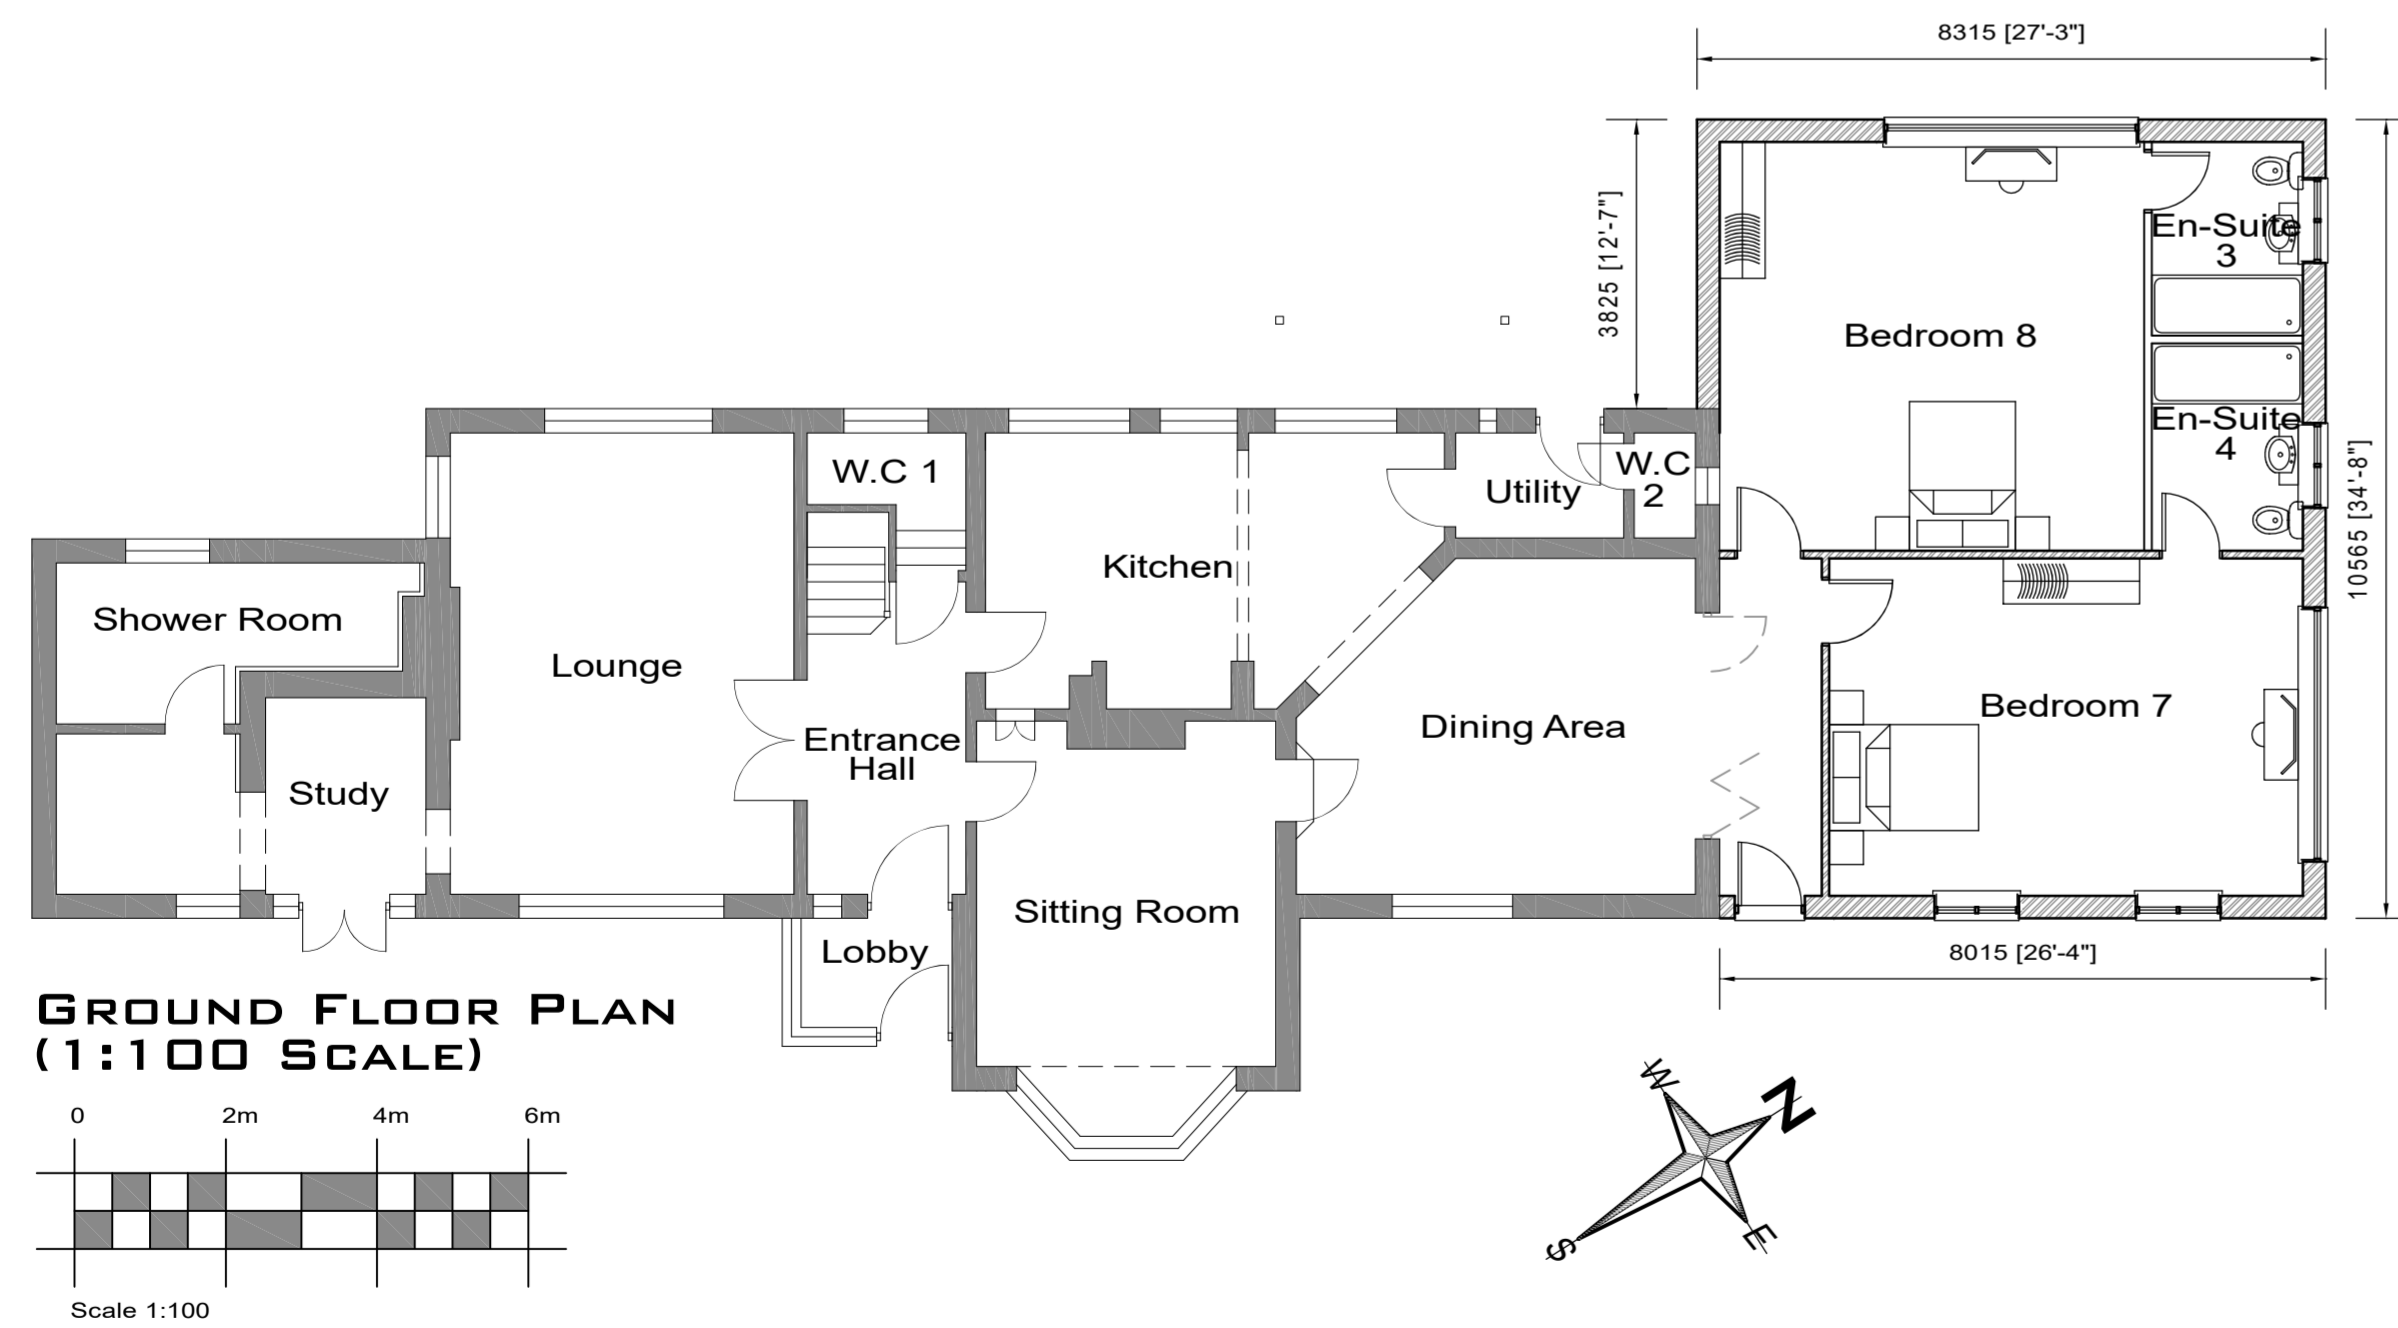 8315 [27'-3"]
3825 [12'-7"]
En-Suite
3
Bedroom 8
En-Suite
4
10565 [34'-8"]
W.C 1
W.C
2
Utility
Kitchen
Shower Room
Lounge
Bedroom 7
Dining Area
Entrance
Hall
Study
Sitting Room
Lobby
8015 [26'-4"]
GROUND FLOOR PLAN
(1:100 SCALE)
0 2m 4m 6m
Scale 1:100
W
N
S
E